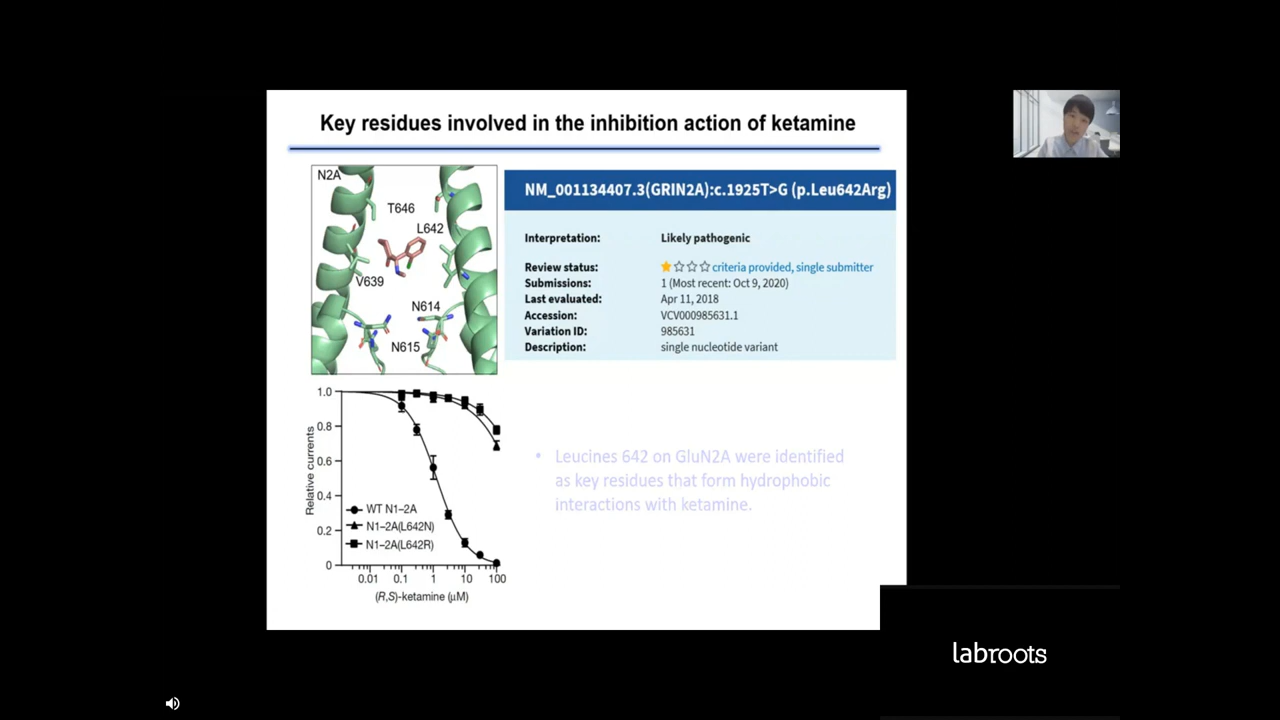 Key residues involved in the inhibition action of ketamine
N2A
T646
L642
V639
N614
N615
NM_001134407.3(GRIN2A):c.1925T>G (p.Leu642Arg)
Interpretation: Likely pathogenic
Review status: criteria provided, single submitter
Submissions: 1 (Most recent: Oct 9, 2020)
Last evaluated: Apr 11, 2018
Accession: VCV000985631.1
Variation ID: 985631
Description: single nucleotide variant
1.0
0.8
0.6
0.4
0.2
0
Relative currents
WT N1–2A
N1–2A(L642N)
N1–2A(L642R)
0.01 0.1 1 10 100
(R,S)-ketamine (μM)
• Leucines 642 on GluN2A were identified
as key residues that form hydrophobic
interactions with ketamine.
labroots